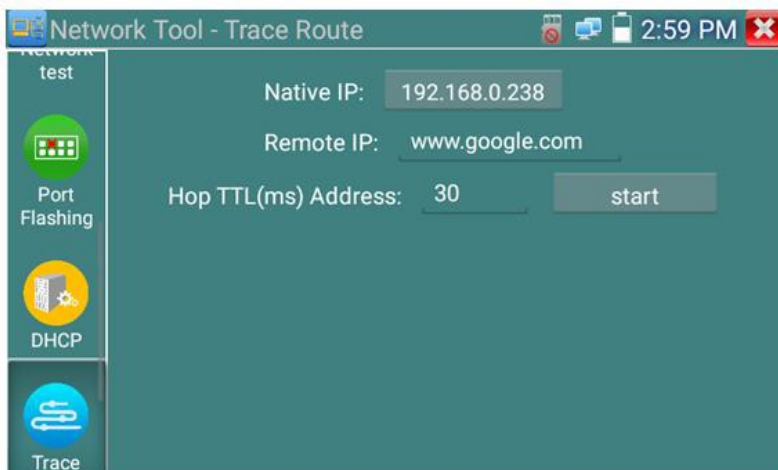 Network Tool - Trace Route
2:59 PM
Network
test
Port
Flashing
DHCP
Trace
Native IP: 192.168.0.238
Remote IP: www.google.com
Hop TTL(ms) Address: 30 start